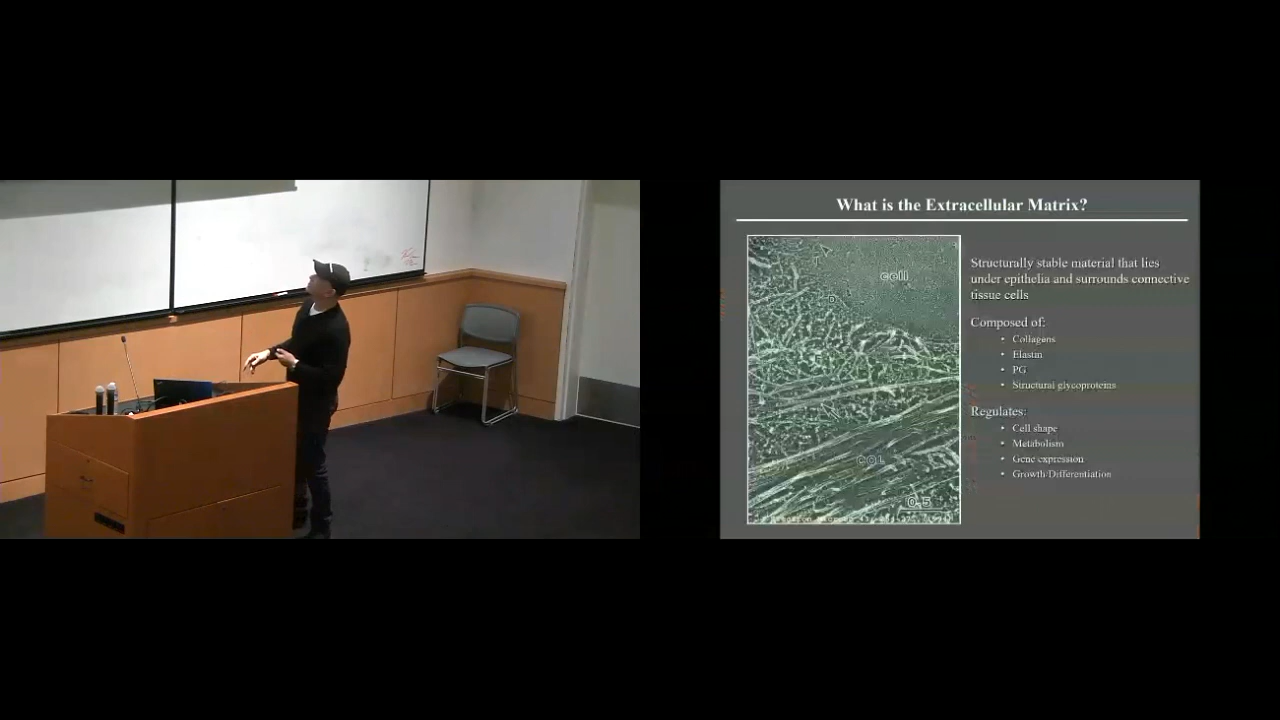 What is the Extracellular Matrix?
cell
D
COL
0.5
Structurally stable material that lies
under epithelia and surrounds connective
tissue cells
Composed of:
• Collagens
• Elastin
• PG
• Structural glycoproteins
Regulates:
• Cell shape
• Metabolism
• Gene expression
• Growth/Differentiation